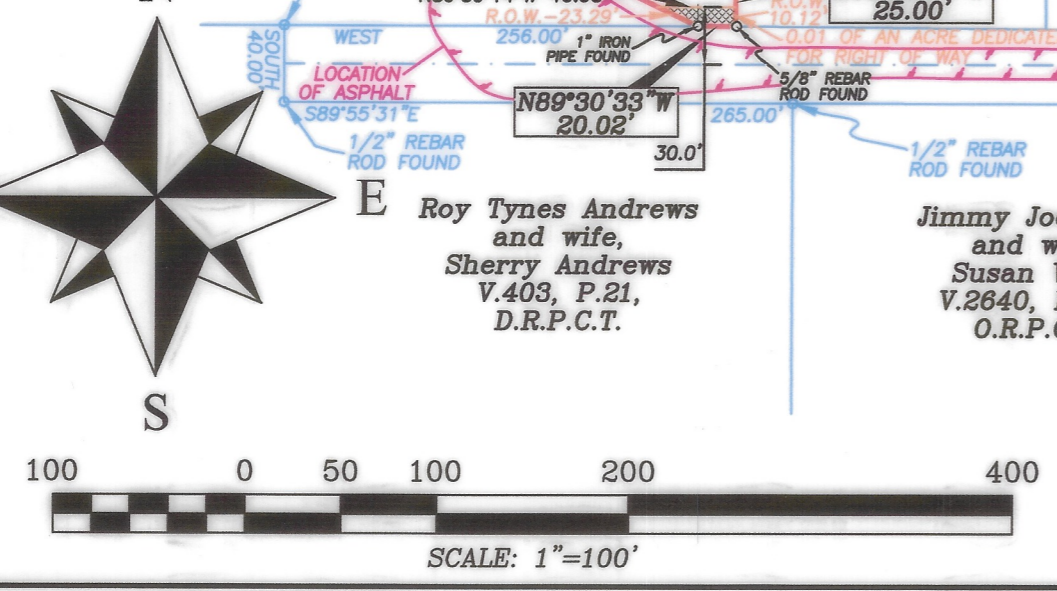 R.O.W.-23.29'
R.O.W.
10.12'
25.00'
WEST
256.00'
1" IRON
PIPE FOUND
0.01 OF AN ACRE DEDICATE
FOR RIGHT OF WAY
SOUTH
40.00'
LOCATION
OF ASPHALT
5/8" REBAR
ROD FOUND
N89°30'33"W
20.02'
S89°55'31"E
265.00'
1/2" REBAR
ROD FOUND
30.0'
1/2" REBAR
ROD FOUND
E
Roy Tynes Andrews
and wife,
Sherry Andrews
V.403, P.21,
D.R.P.C.T.
Jimmy Jo
and w
Susan
V.2640,
O.R.P.
S
100 0 50 100 200 400
SCALE: 1"=100'